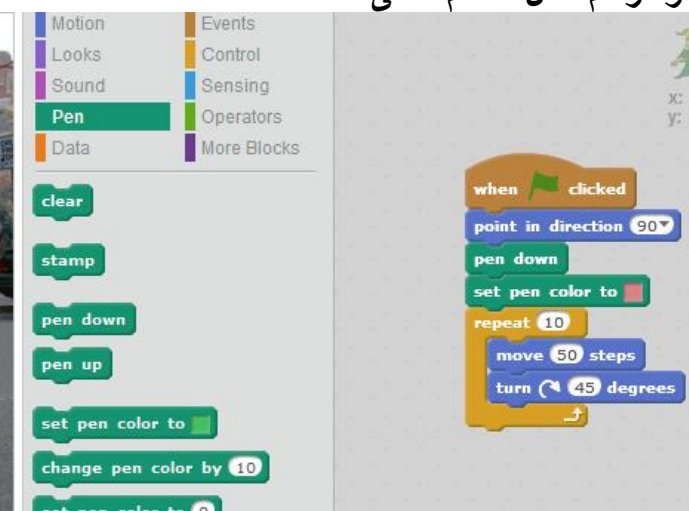 Motion Events
Looks Control
Sound Sensing
Pen Operators
Data More Blocks
clear
stamp
pen down
pen up
set pen color to
change pen color by 10
x:
y:
when clicked
point in direction 90
pen down
set pen color to
repeat 10
move 50 steps
turn 45 degrees